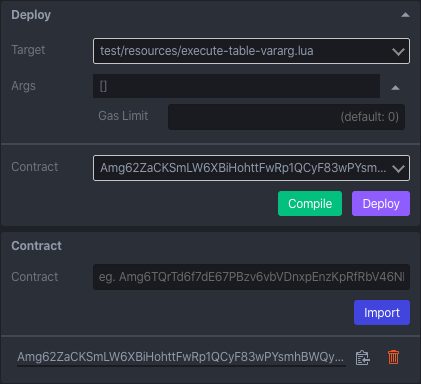 Deploy
Target test/resources/execute-table-vararg.lua
Args []
Gas Limit (default: 0)
Contract Amg62ZaCKSmLW6XBiHohttFwRp1QCyF83wPYsm...
Compile Deploy
Contract
Contract eg. Amg6TQrTd6f7dE67PBzv6vbVDnxpEnzKpRfRbV46Nl
Import
Amg62ZaCKSmLW6XBiHohttFwRp1QCyF83wPYsmhBWQy...